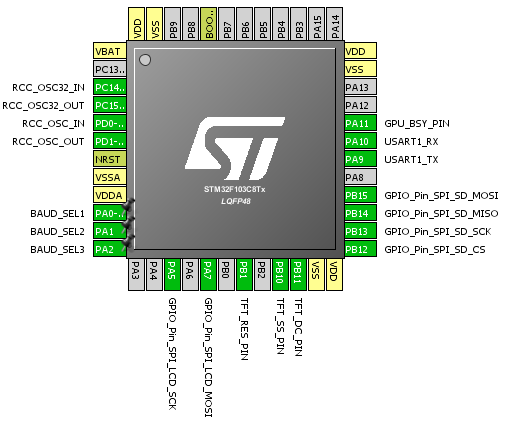 VDD
VSS
PB9
PB8
BOO..
PB7
PB6
PB5
PB4
PB3
PA15
PA14
VBAT
PC13..
RCC_OSC32_IN PC14..
RCC_OSC32_OUT PC15..
RCC_OSC_IN PD0-..
RCC_OSC_OUT PD1-..
NRST
VSSA
VDDA
BAUD_SEL1 PA0-..
BAUD_SEL2 PA1
BAUD_SEL3 PA2
ST
STM32F103C8Tx
LQFP48
VDD
VSS
PA13
PA12
PA11 GPU_BSY_PIN
PA10 USART1_RX
PA9 USART1_TX
PA8
PB15 GPIO_Pin_SPI_SD_MOSI
PB14 GPIO_Pin_SPI_SD_MISO
PB13 GPIO_Pin_SPI_SD_SCK
PB12 GPIO_Pin_SPI_SD_CS
PA3
PA4
PA5
PA6
PA7
PB0
PB1
PB2
PB10
PB11
VSS
VDD
GPIO_Pin_SPI_LCD_SCK
GPIO_Pin_SPI_LCD_MOSI
TFT_RES_PIN
TFT_SS_PIN
TFT_DC_PIN